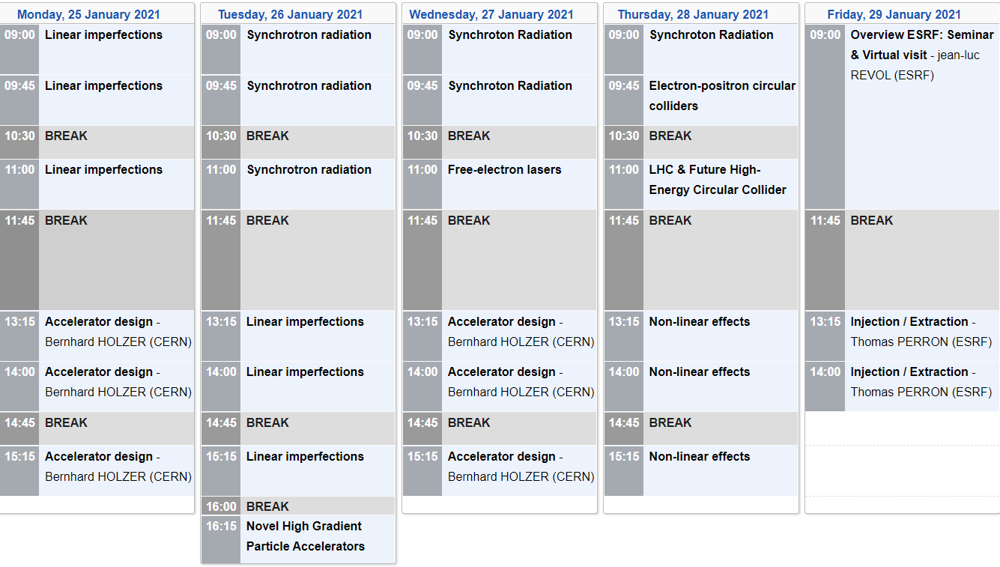 Monday, 25 January 2021
09:00 Linear imperfections
09:45 Linear imperfections
10:30 BREAK
11:00 Linear imperfections
11:45 BREAK
13:15 Accelerator design -
Bernhard HOLZER (CERN)
14:00 Accelerator design -
Bernhard HOLZER (CERN)
14:45 BREAK
15:15 Accelerator design -
Bernhard HOLZER (CERN)
Tuesday, 26 January 2021
09:00 Synchrotron radiation
09:45 Synchrotron radiation
10:30 BREAK
11:00 Synchrotron radiation
11:45 BREAK
13:15 Linear imperfections
14:00 Linear imperfections
14:45 BREAK
15:15 Linear imperfections
16:00 BREAK
16:15 Novel High Gradient
Particle Accelerators
Wednesday, 27 January 2021
09:00 Synchroton Radiation
09:45 Synchroton Radiation
10:30 BREAK
11:00 Free-electron lasers
11:45 BREAK
13:15 Accelerator design -
Bernhard HOLZER (CERN)
14:00 Accelerator design -
Bernhard HOLZER (CERN)
14:45 BREAK
15:15 Accelerator design -
Bernhard HOLZER (CERN)
Thursday, 28 January 2021
09:00 Synchroton Radiation
09:45 Electron-positron circular
colliders
10:30 BREAK
11:00 LHC & Future High-
Energy Circular Collider
11:45 BREAK
13:15 Non-linear effects
14:00 Non-linear effects
14:45 BREAK
15:15 Non-linear effects
Friday, 29 January 2021
09:00 Overview ESRF: Seminar
& Virtual visit - jean-luc
REVOL (ESRF)
11:45 BREAK
13:15 Injection / Extraction -
Thomas PERRON (ESRF)
14:00 Injection / Extraction -
Thomas PERRON (ESRF)